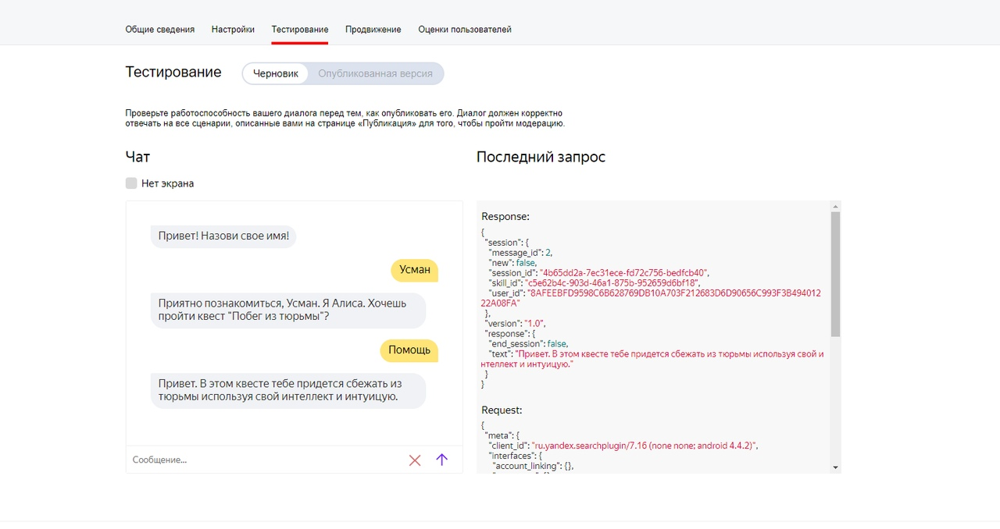 Общие сведения
Настройки
Тестирование
Продвижение
Оценки пользователей
Тестирование
Черновик
Опубликованная версия
Проверьте работоспособность вашего диалога перед тем, как опубликовать его. Диалог должен корректно
отвечать на все сценарии, описанные вами на странице «Публикация» для того, чтобы пройти модерацию.
Чат
Нет экрана
Привет! Назови свое имя!
Усман
Приятно познакомиться, Усман. Я Алиса. Хочешь
пройти квест "Побег из тюрьмы"?
Помощь
Привет. В этом квесте тебе придется сбежать из
тюрьмы используя свой интеллект и интуицую.
Сообщение...
Последний запрос
Response:
{
"session": {
"message_id": 2,
"new": false,
"session_id": "4b65dd2a-7ec31ece-fd72c756-bedfcb40",
"skill_id": "c5e62b4c-903d-46a1-875b-952659d6bf18",
"user_id": "8AFEEBFD9598C6B628769DB10A703F212683D6D90656C993F3B494012
22A08FA"
},
"version": "1.0",
"response": {
"end_session": false,
"text": "Привет. В этом квесте тебе придется сбежать из тюрьмы используя свой и
нтеллект и интуицую."
}
}
Request:
{
"meta": {
"client_id": "ru.yandex.searchplugin/7.16 (none none; android 4.4.2)",
"interfaces": {
"account_linking": {},